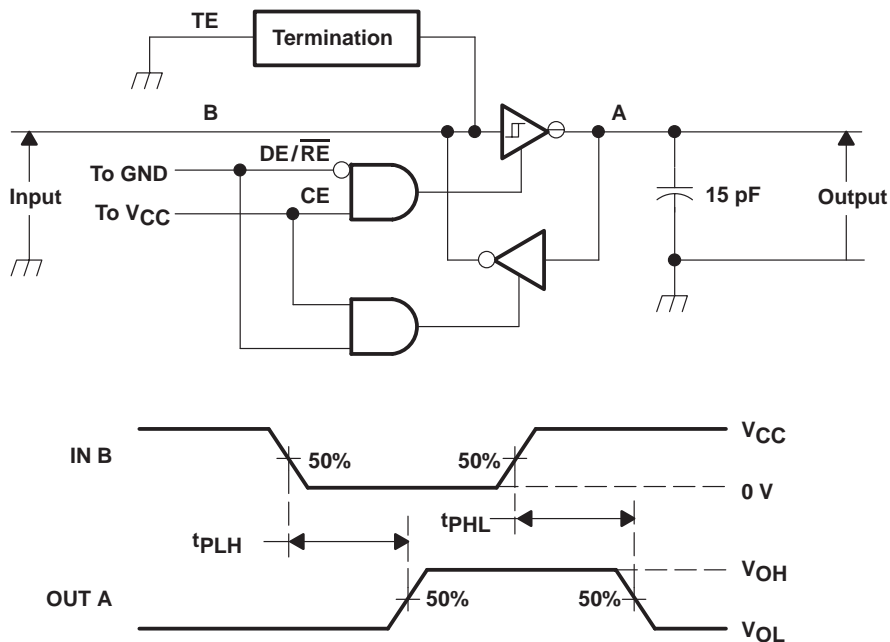 TE
Termination
B
A
DE/RE
To GND
CE
Input
15 pF
Output
To VCC
VCC
IN B
50%
50%
0 V
tPHL
tPLH
VOH
OUT A
50%
50%
VOL